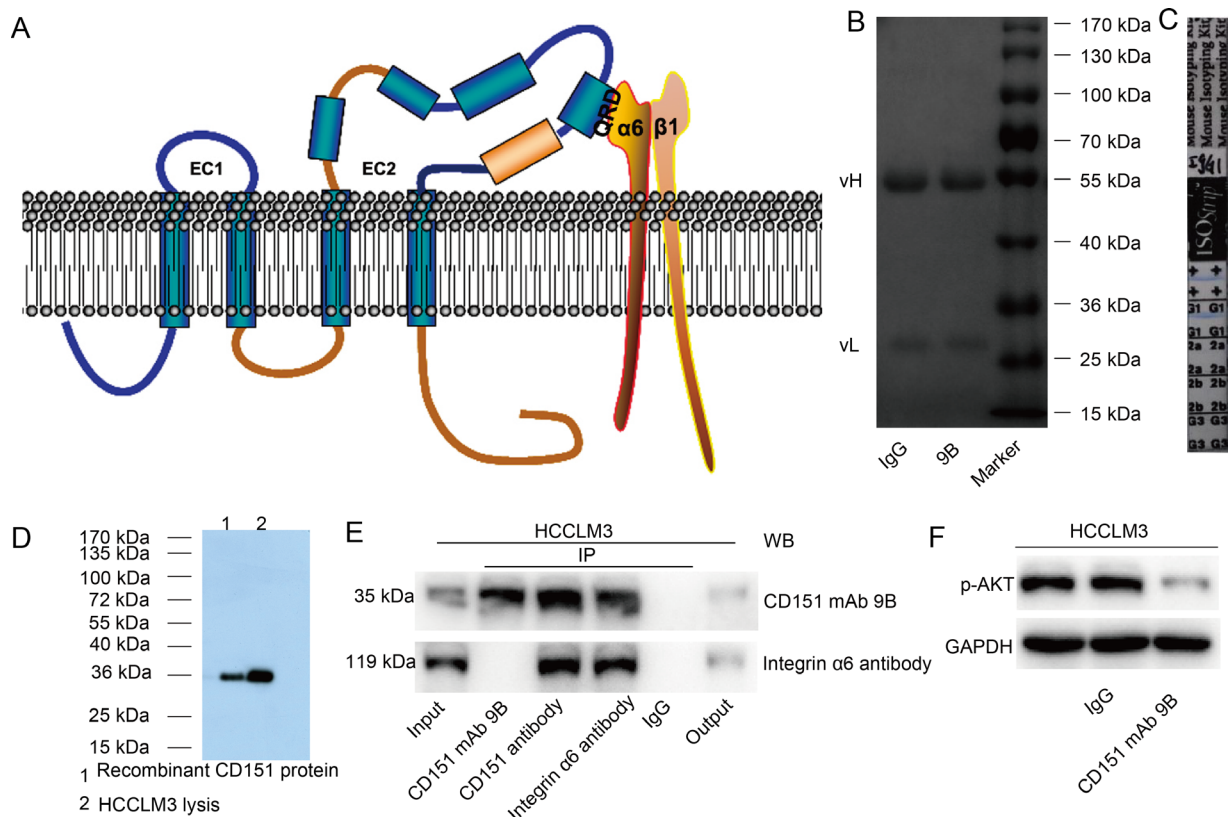 A
EC1
EC2
QRD
α6
β1
B
170 kDa
130 kDa
100 kDa
70 kDa
55 kDa
40 kDa
36 kDa
25 kDa
15 kDa
vH
vL
IgG
9B
Marker
C
Mouse Isotyping Kit
Mouse Isotyping Kit
Mouse Isotyping Kit
IgG1
ISOstrip
+ +
+ +
G1 G1
G1 G1
2a 2a
2a 2a
2b 2b
2b 2b
G3 G3
G3 G3
D
1 2
170 kDa
135 kDa
100 kDa
72 kDa
55 kDa
40 kDa
36 kDa
25 kDa
15 kDa
1 Recombinant CD151 protein
2 HCCLM3 lysis
E
HCCLM3
WB
IP
35 kDa
CD151 mAb 9B
119 kDa
Integrin α6 antibody
Input
CD151 mAb 9B
CD151 antibody
Integrin α6 antibody
IgG
Output
F
HCCLM3
p-AKT
GAPDH
IgG
CD151 mAb 9B